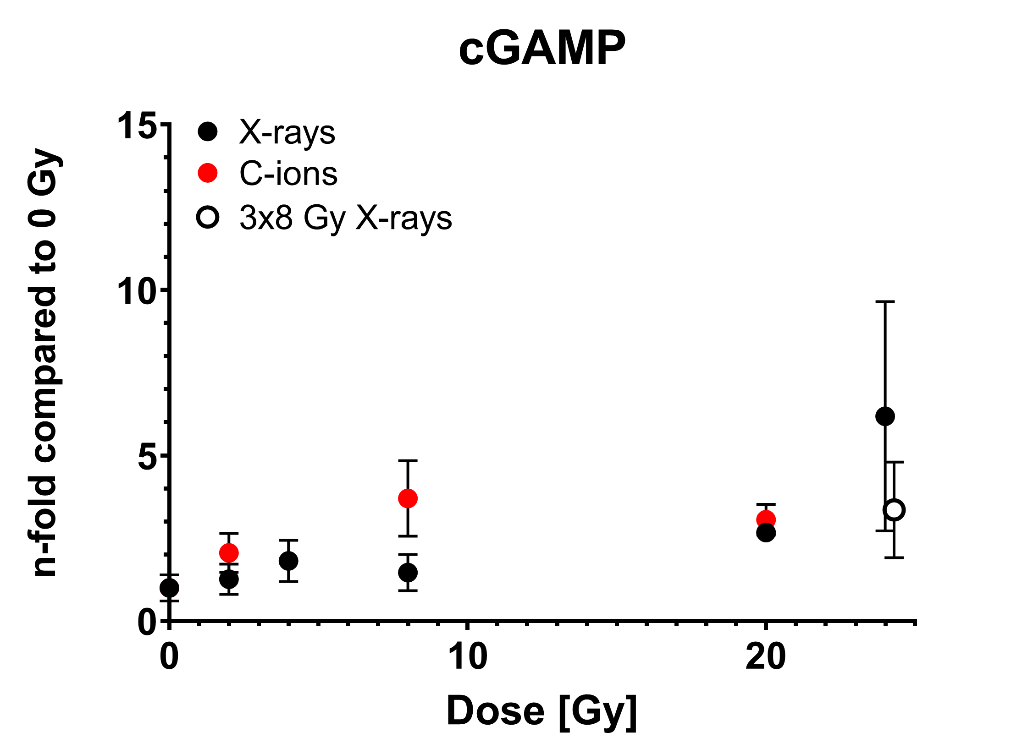 cGAMP
n-fold compared to 0 Gy
15
10
5
0
X-rays
C-ions
3x8 Gy X-rays
0 10 20
Dose [Gy]